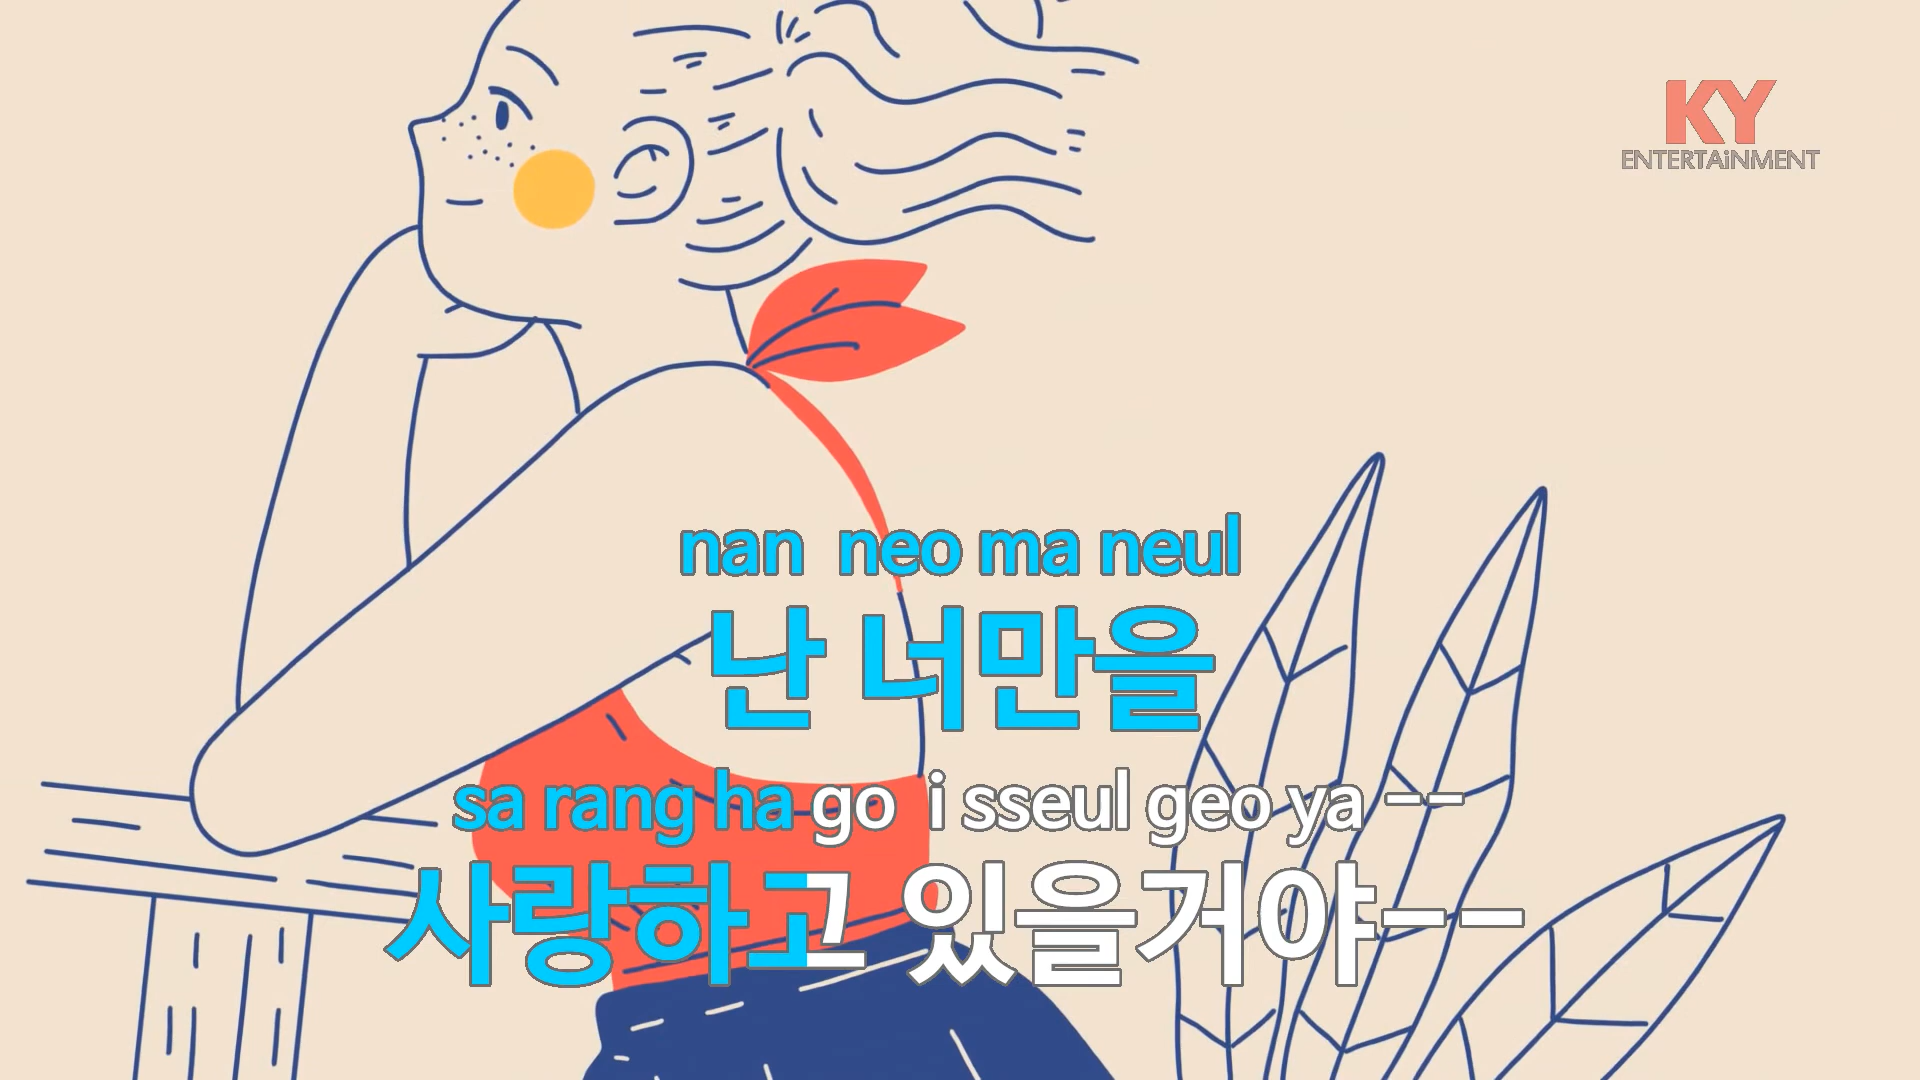 KY
ENTERTAiNMENT
nan neo ma neul
난 너만을
sa rang ha go i sseul geo ya --
사랑하고 있을거야--